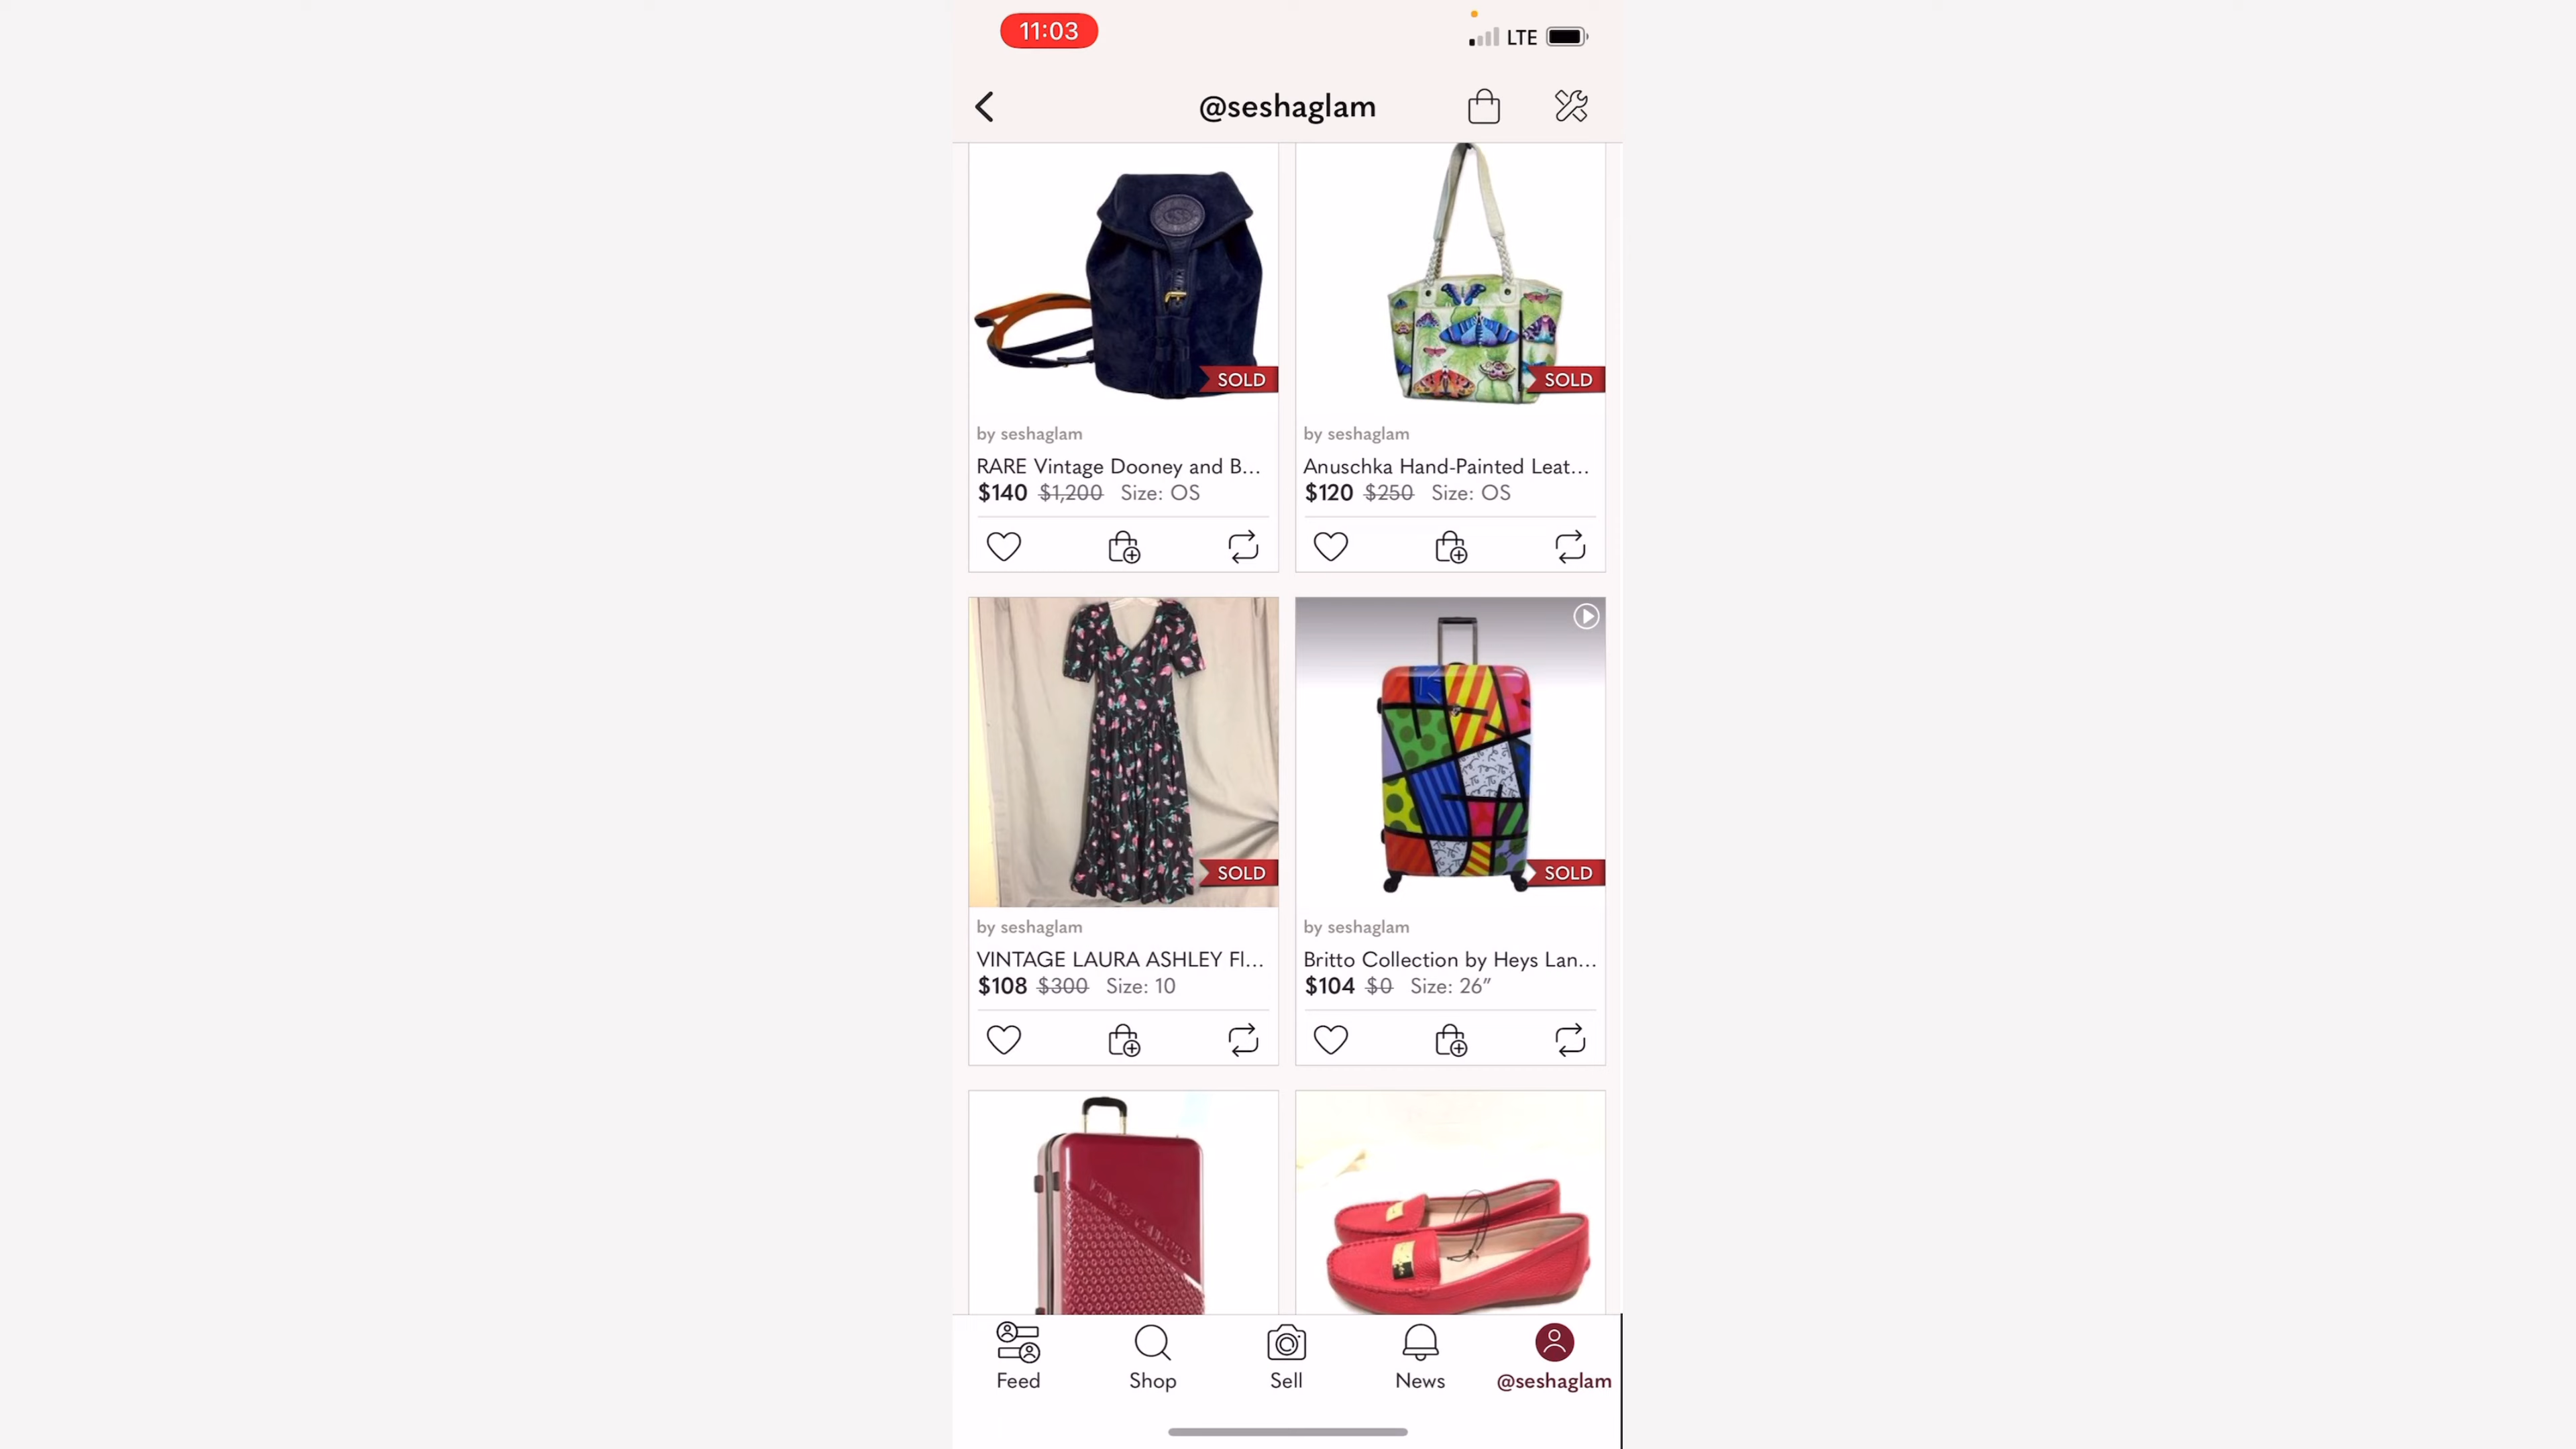 11:03
LTE
@seshaglam
SOLD
SOLD
by seshaglam
by seshaglam
RARE Vintage Dooney and B...
Anuschka Hand-Painted Leat...
$140 $1,200 Size: OS
$120 $250 Size: OS
SOLD
SOLD
by seshaglam
by seshaglam
VINTAGE LAURA ASHLEY Fl...
Britto Collection by Heys Lan...
$108 $300 Size: 10
$104 $0 Size: 26”
Feed
Shop
Sell
News
@seshaglam